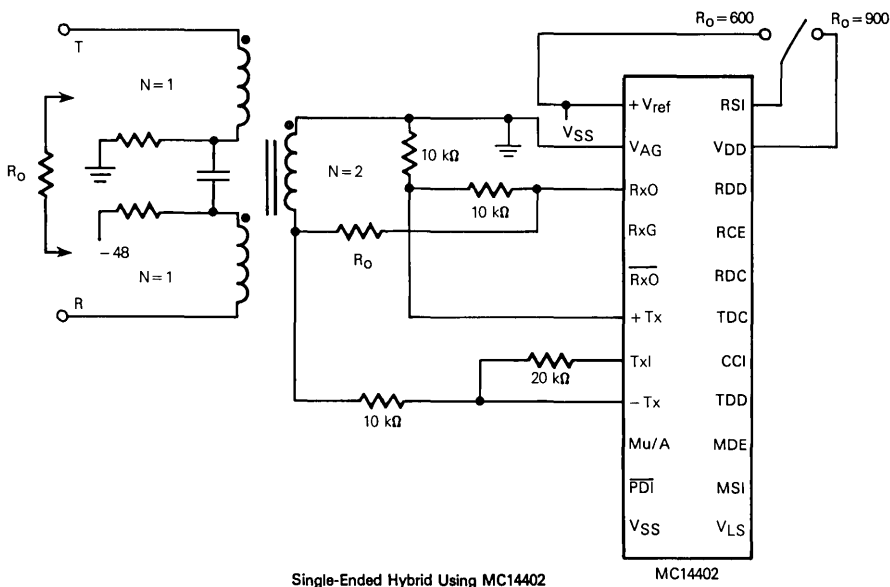 R₀ = 600
R₀ = 900
T
N = 1
R₀
−48
N = 1
R
N = 2
10 kΩ
10 kΩ
R₀
VSS
20 kΩ
10 kΩ
+ Vref
VAG
RxO
RxG
R̅x̅O̅
+ Tx
TxI
− Tx
Mu/A
P̅D̅I̅
VSS
RSI
VDD
RDD
RCE
RDC
TDC
CCI
TDD
MDE
MSI
VLS
MC14402
Single-Ended Hybrid Using MC14402